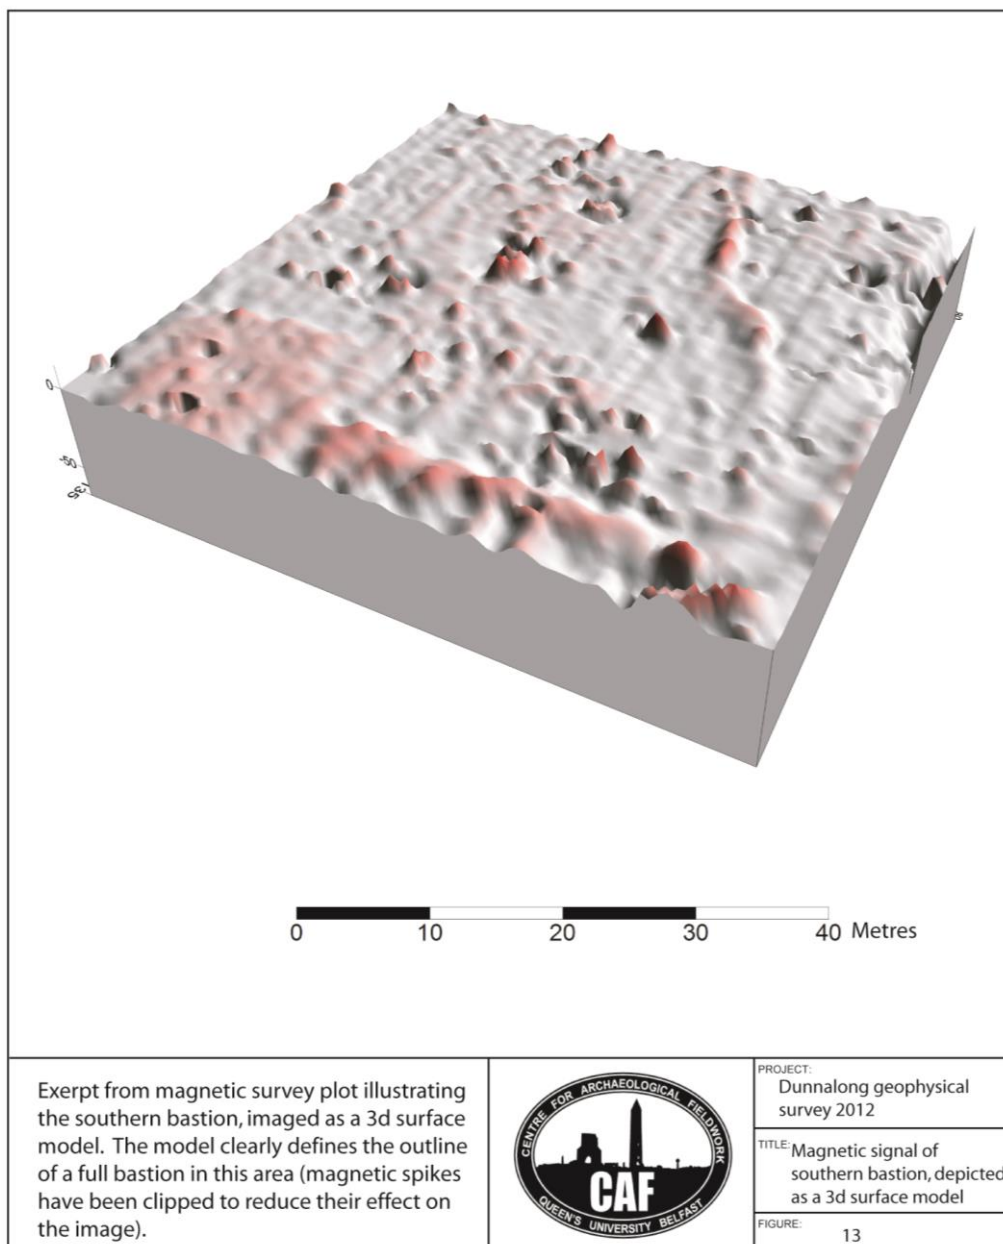 0
135
0 10 20 30 40 Metres
Exerpt from magnetic survey plot illustrating
the southern bastion, imaged as a 3d surface
model. The model clearly defines the outline
of a full bastion in this area (magnetic spikes
have been clipped to reduce their effect on
the image).
CENTRE FOR ARCHAEOLOGICAL FIELDWORK
CAF
QUEEN'S UNIVERSITY BELFAST
PROJECT:
Dunnalong geophysical
survey 2012
TITLE: Magnetic signal of
southern bastion, depicted
as a 3d surface model
FIGURE:
13